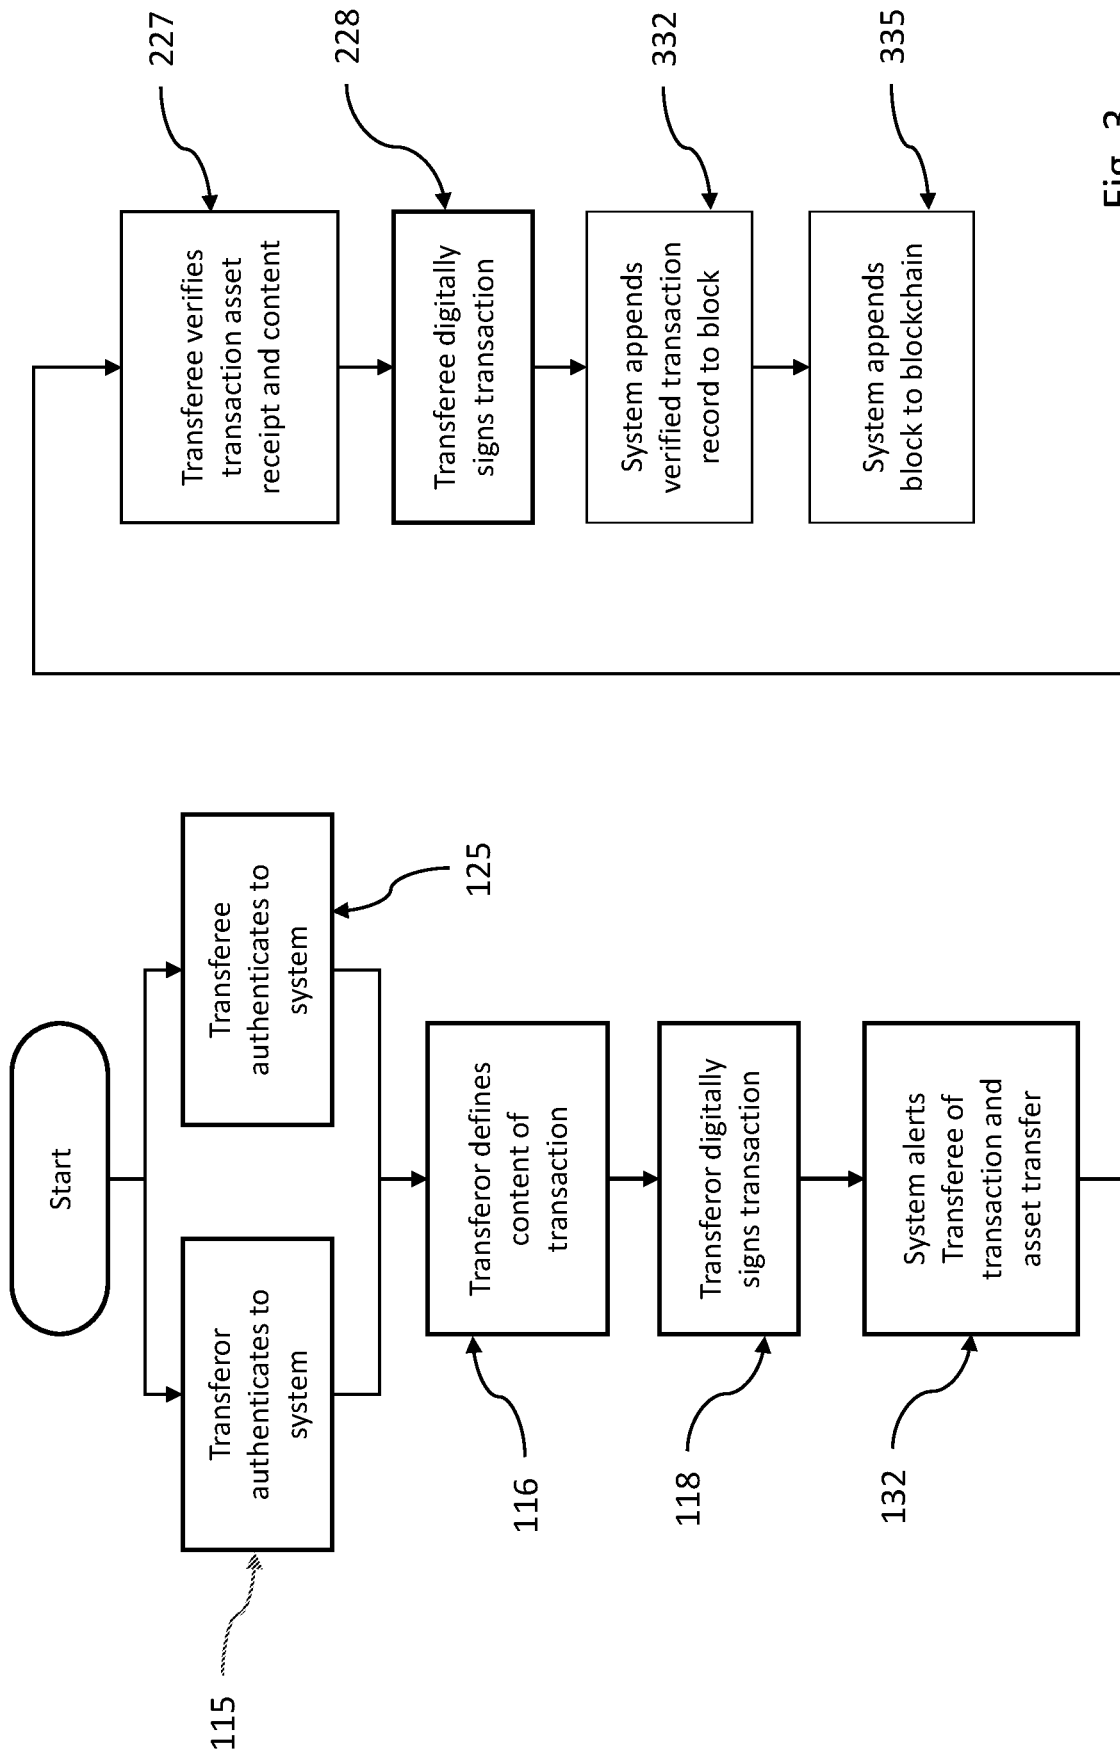 Start
115
Transferor
authenticates to
system
Transferee
authenticates to
system
125
116
Transferor defines
content of
transaction
118
Transferor digitally
signs transaction
132
System alerts
Transferee of
transaction and
asset transfer
Transferee verifies
transaction asset
receipt and content
227
Transferee digitally
signs transaction
228
System appends
verified transaction
record to block
332
System appends
block to blockchain
335
Fig. 3